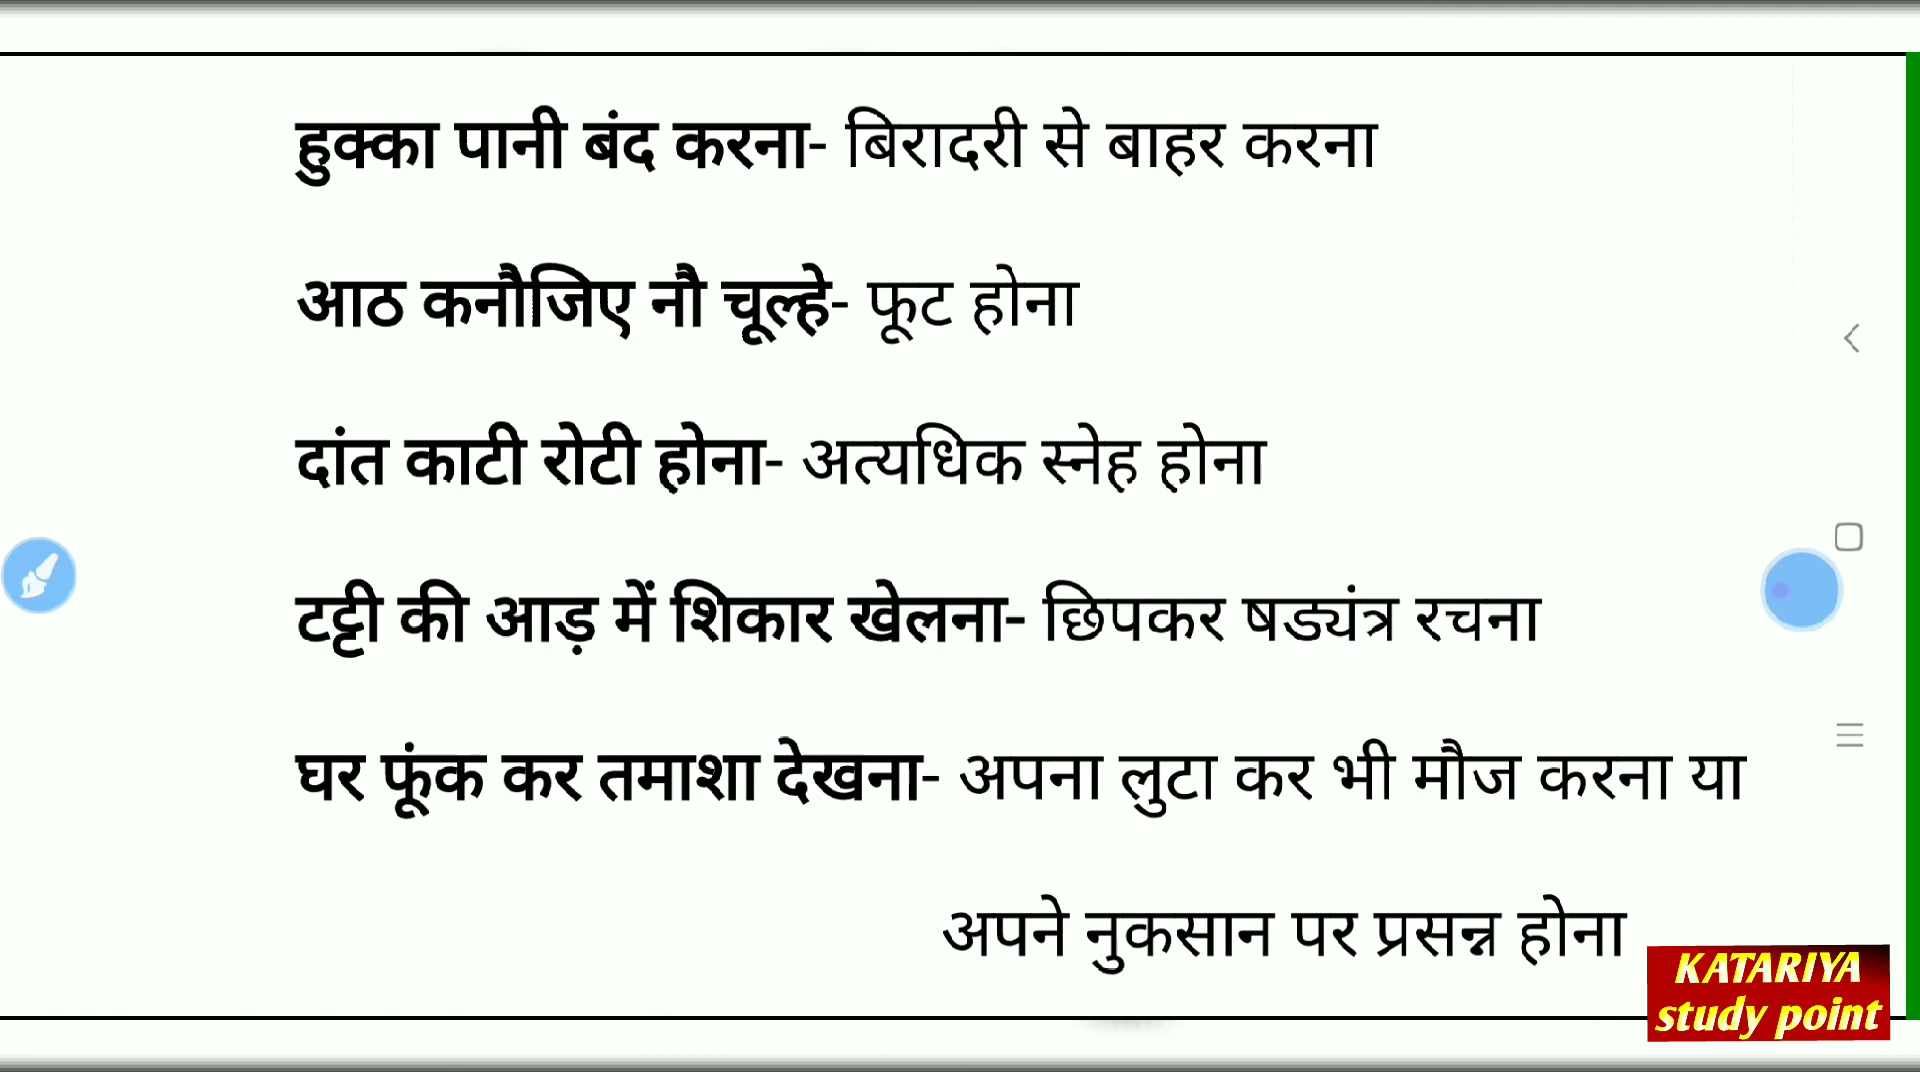 हुक्का पानी बंद करना- बिरादरी से बाहर करना
आठ कनौजिए नौ चूल्हे- फूट होना
दांत काटी रोटी होना- अत्यधिक स्नेह होना
टट्टी की आड़ में शिकार खेलना- छिपकर षड्यंत्र रचना
घर फूंक कर तमाशा देखना- अपना लुटा कर भी मौज करना या
अपने नुकसान पर प्रसन्न होना
KATARIYA
study point